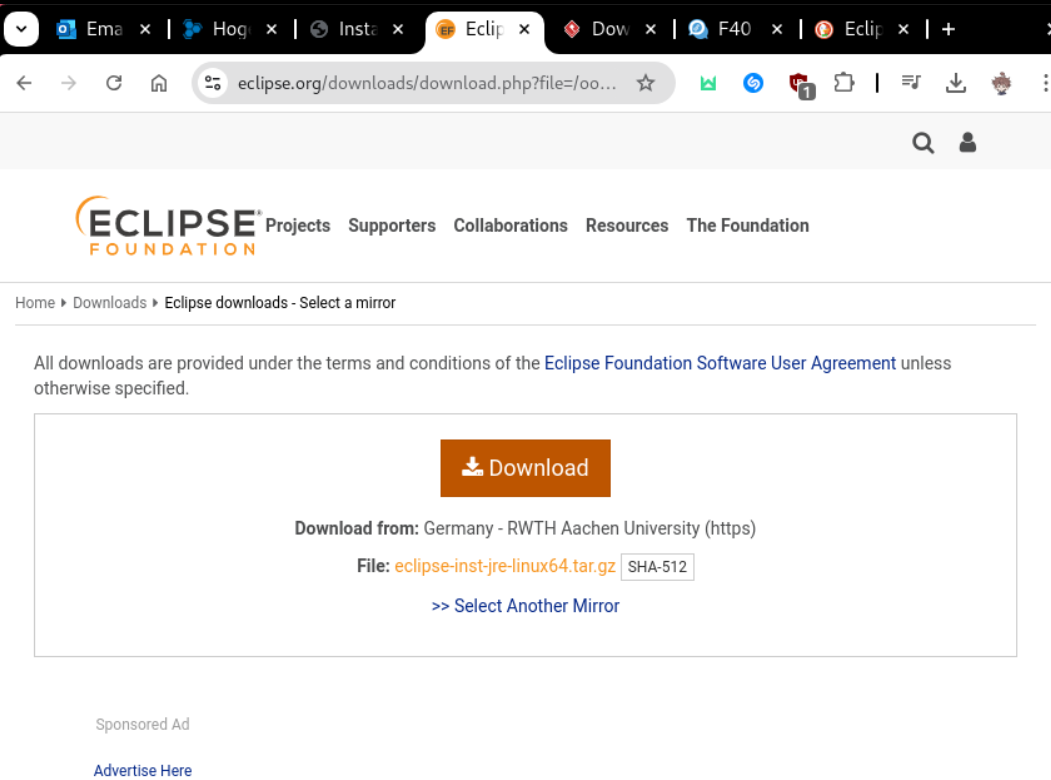 Ema
Hog
Insta
Eclip
Dow
F40
Eclip
eclipse.org/downloads/download.php?file=/oo...
1
ECLIPSE®
FOUNDATION
Projects Supporters Collaborations Resources The Foundation
Home Downloads Eclipse downloads - Select a mirror
All downloads are provided under the terms and conditions of the Eclipse Foundation Software User Agreement unless
otherwise specified.
Download
Download from: Germany - RWTH Aachen University (https)
File: eclipse-inst-jre-linux64.tar.gz SHA-512
>> Select Another Mirror
Sponsored Ad
Advertise Here